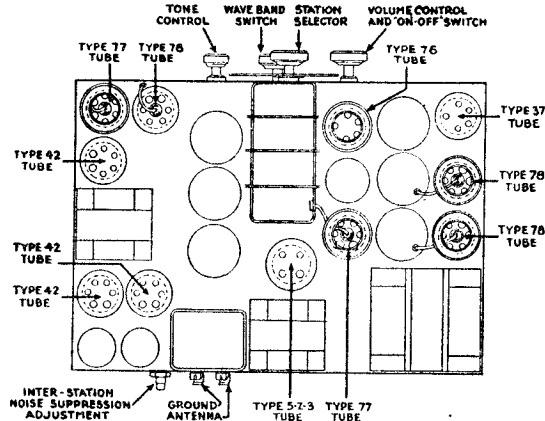 TONE
CONTROL
WAVE BAND
SWITCH
STATION
SELECTOR
VOLUME CONTROL
AND "ON-OFF" SWITCH
TYPE 77
TUBE
TYPE 78
TUBE
TYPE 76
TUBE
TYPE 37
TUBE
TYPE 42
TUBE
TYPE 78
TUBE
TYPE 78
TUBE
TYPE 42
TUBE
TYPE 42
TUBE
INTER-STATION
NOISE SUPPRESSION
ADJUSTMENT
GROUND
ANTENNA
TYPE 5-Z-3
TUBE
TYPE 77
TUBE